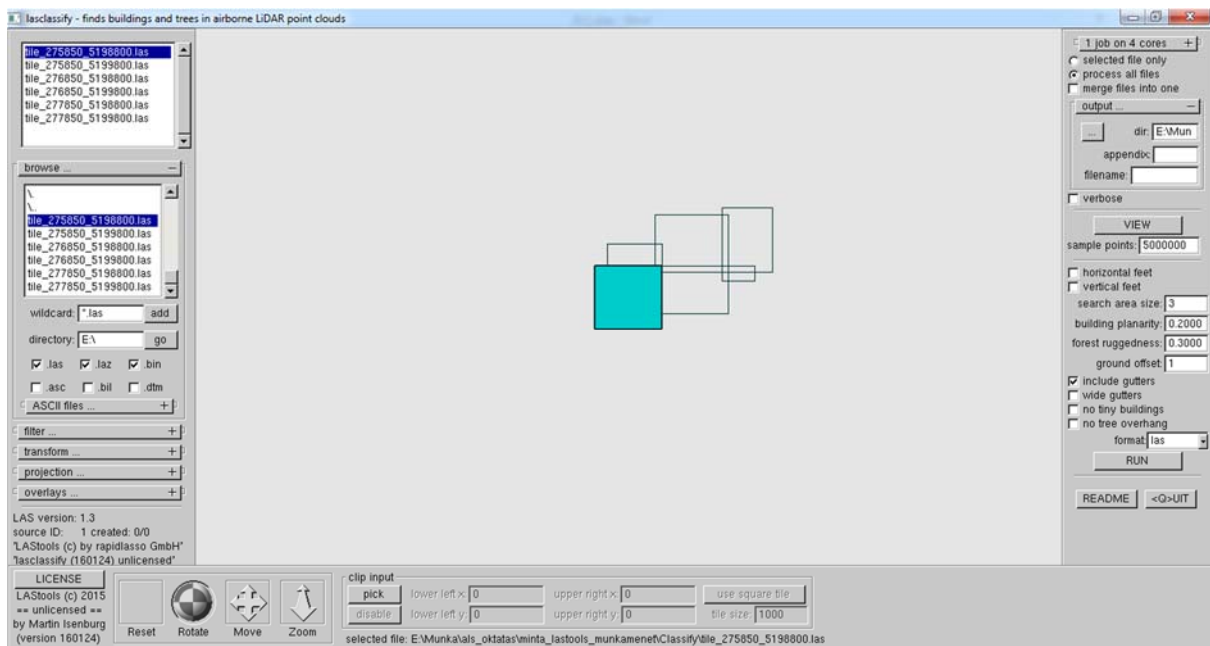 lasclassify - finds buildings and trees in airborne LiDAR point clouds
tile_275850_5198800.las
tile_275850_5199800.las
tile_276850_5198800.las
tile_276850_5199800.las
tile_277850_5198800.las
tile_277850_5199800.las
browse ...
\.
\..
tile_275850_5198800.las
tile_275850_5199800.las
tile_276850_5198800.las
tile_276850_5199800.las
tile_277850_5198800.las
tile_277850_5199800.las
wildcard: *.las add
directory: E:\ go
.las .laz .bin
.asc .bil .dtm
ASCII files ...
filter ...
transform ...
projection ...
overlays ...
LAS version: 1.3
source ID: 1 created: 0/0
"LAStools (c) by rapidlasso GmbH"
"lasclassify (160124) unlicensed"
LICENSE
LAStools (c) 2015
== unlicensed ==
by Martin Isenburg
(version 160124)
Reset Rotate Move Zoom
clip input
pick lower left x: 0 upper right x: 0 use square tile
disable lower left y: 0 upper right y: 0 tile size: 1000
selected file: E:\Munka\als_oktatas\minta_lastools_munkamenet\Classify\tile_275850_5198800.las
1 job on 4 cores
selected file only
process all files
merge files into one
output ...
... dir: E:\Mun
appendix:
filename:
verbose
VIEW
sample points: 5000000
horizontal feet
vertical feet
search area size: 3
building planarity: 0.2000
forest ruggedness: 0.3000
ground offset: 1
include gutters
wide gutters
no tiny buildings
no tree overhang
format: las
RUN
README <Q>UIT